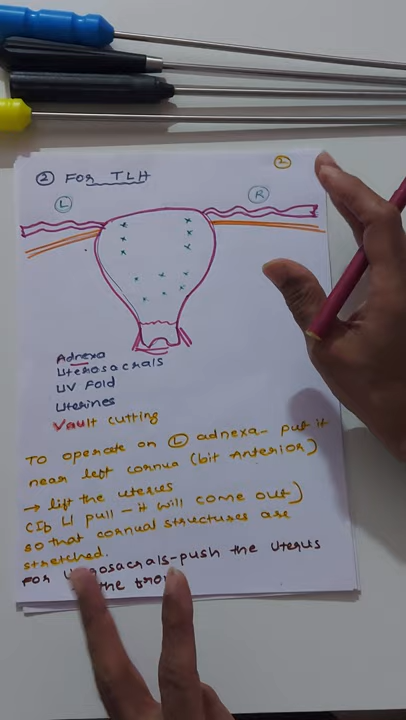 ② FOR TLH
2
L
R
Adnexa
Uterosacrals
UV Fold
Uterines
Vault cutting
To operate on Ⓛ adnexa - put it
near left cornua (bit Anterior)
→ lift the uterus
pull - it will come out)
so that cornual structures are
stretched.
For push the uterus
the